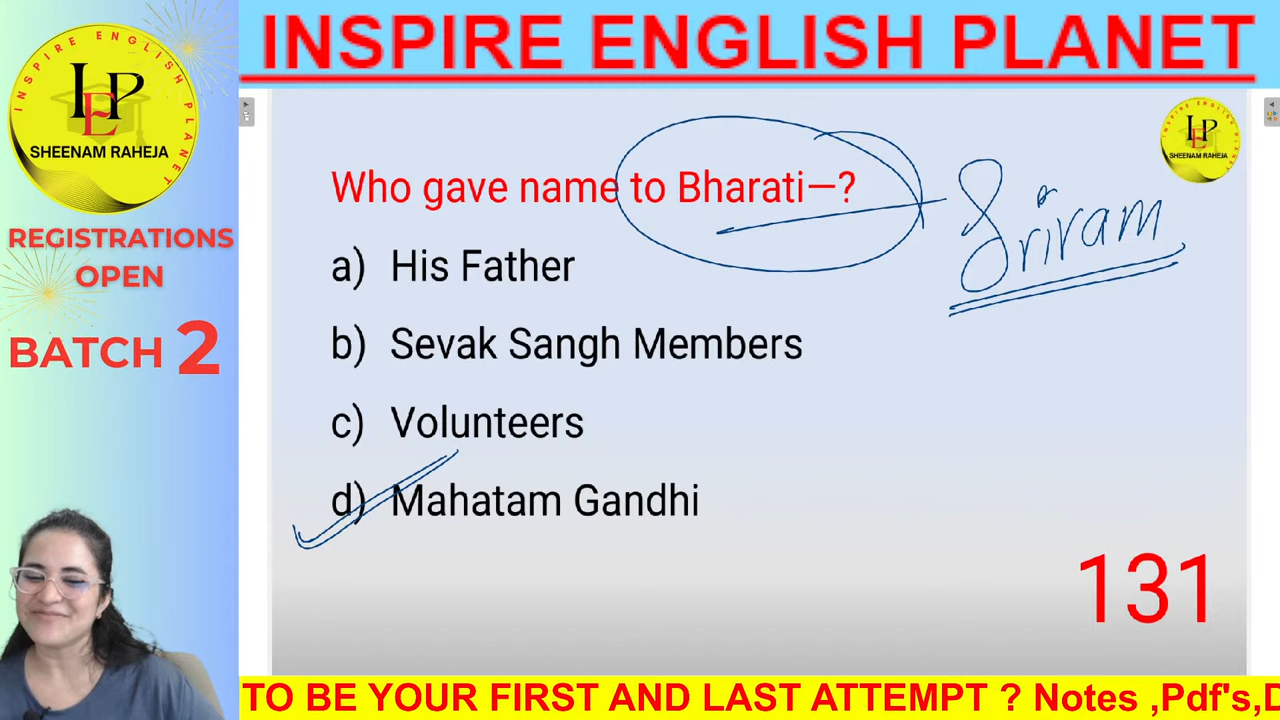 INSPIRE ENGLISH PLANET
INSPIRE ENGLISH PLANET
IEP
SHEENAM RAHEJA
REGISTRATIONS
OPEN
BATCH 2
IEP
SHEENAM RAHEJA
Who gave name to Bharati–?
Sriram
a) His Father
b) Sevak Sangh Members
c) Volunteers
d) Mahatam Gandhi
131
TO BE YOUR FIRST AND LAST ATTEMPT ? Notes ,Pdf's,D